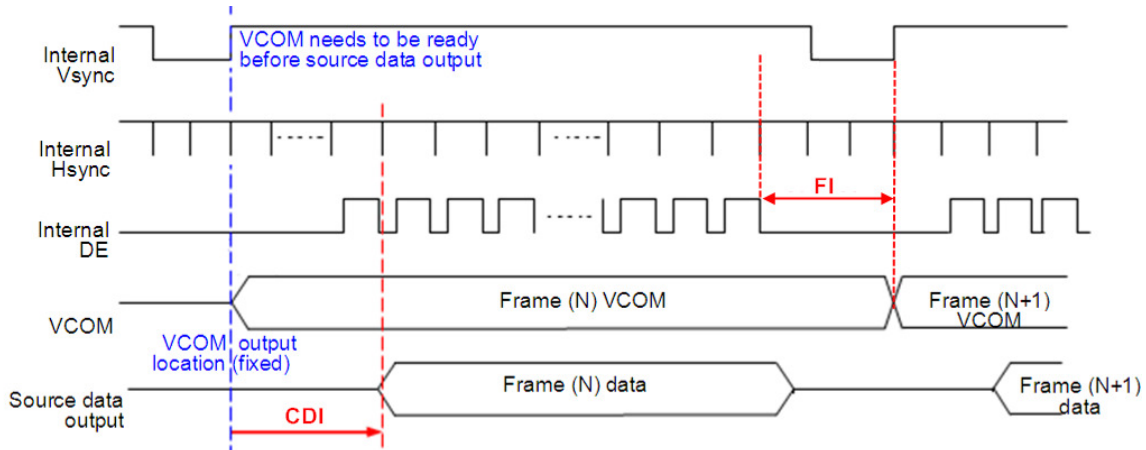 VCOM needs to be ready
before source data output
Internal
Vsync
Internal
Hsync
FI
Internal
DE
Frame (N) VCOM
Frame (N+1)
VCOM
VCOM
VCOM output
location (fixed)
Frame (N) data
Frame (N+1)
data
Source data
output
CDI